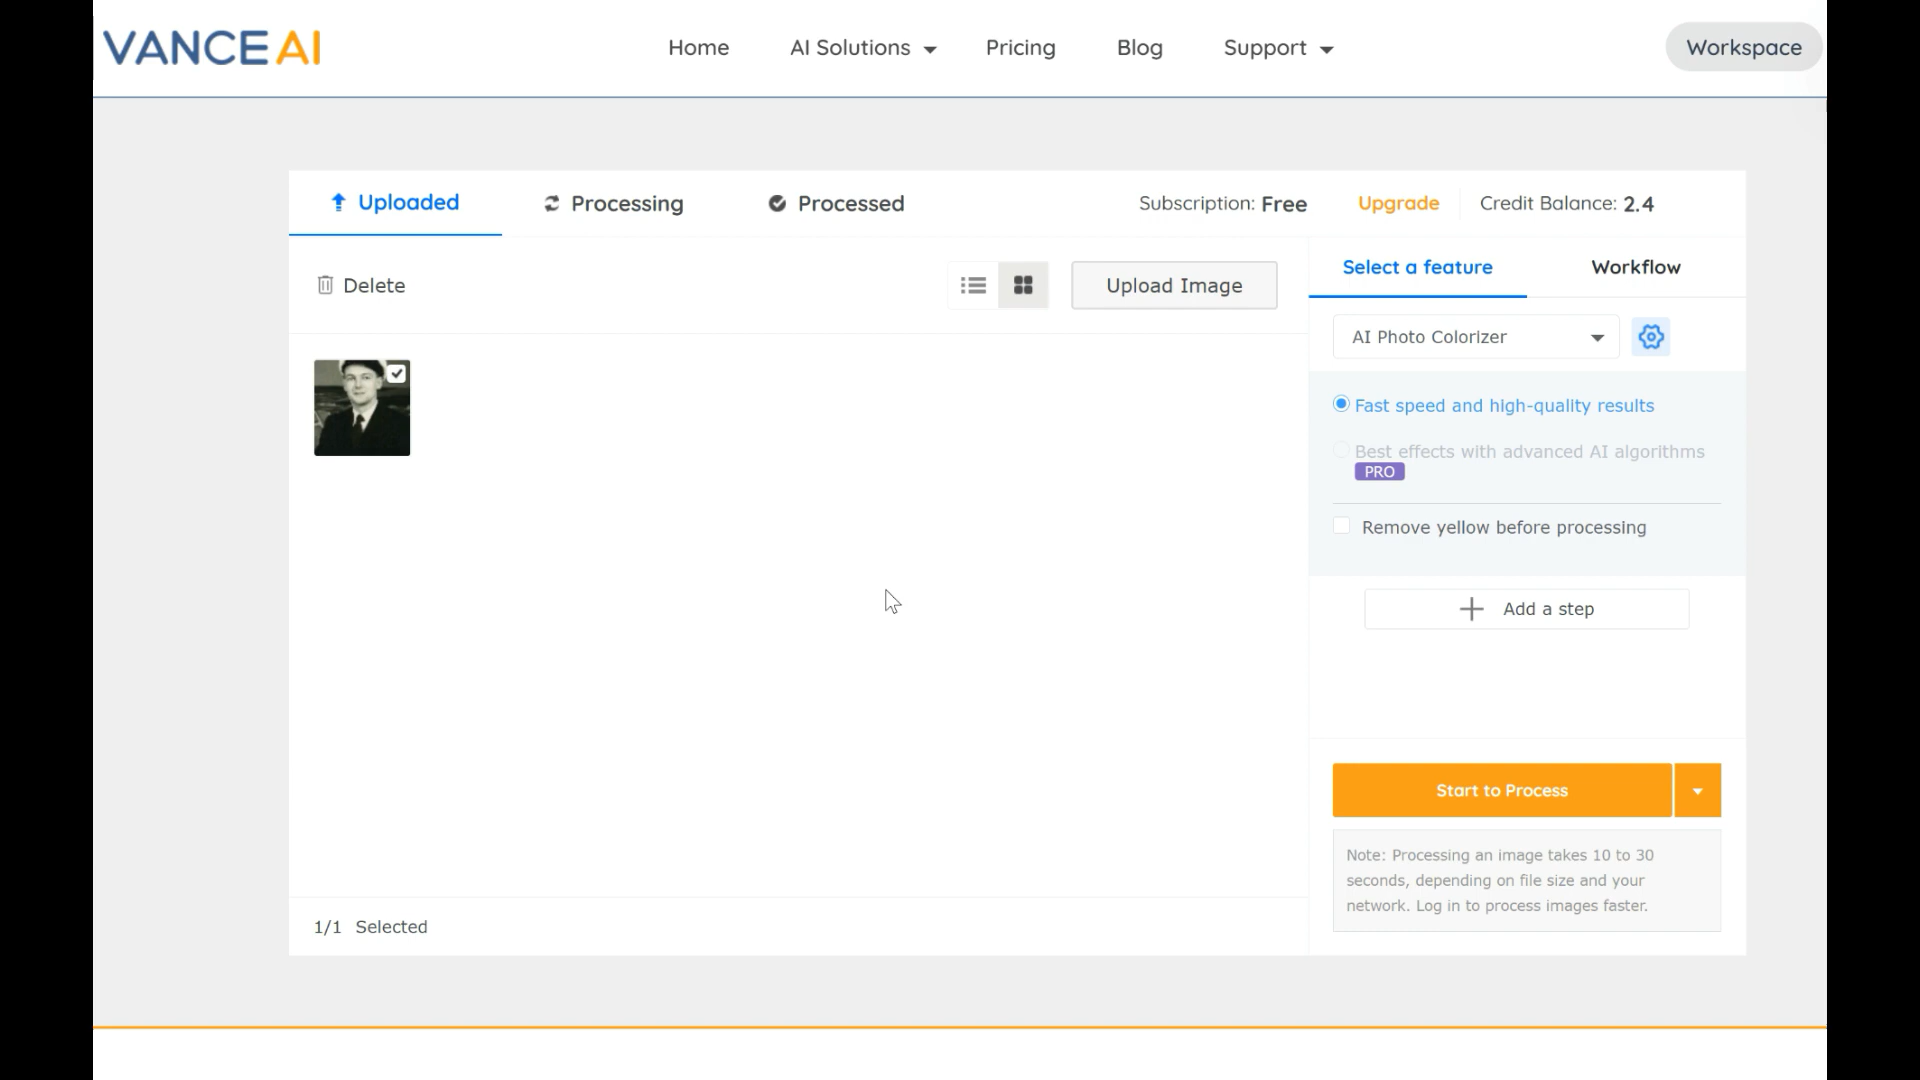 VANCE AI
Home AI Solutions Pricing Blog Support Workspace
Uploaded Processing Processed Subscription: Free Upgrade Credit Balance: 2.4
Delete Upload Image
Select a feature Workflow
AI Photo Colorizer
Fast speed and high-quality results
Best effects with advanced AI algorithms
PRO
Remove yellow before processing
Add a step
Start to Process
Note: Processing an image takes 10 to 30
seconds, depending on file size and your
network. Log in to process images faster.
1/1 Selected